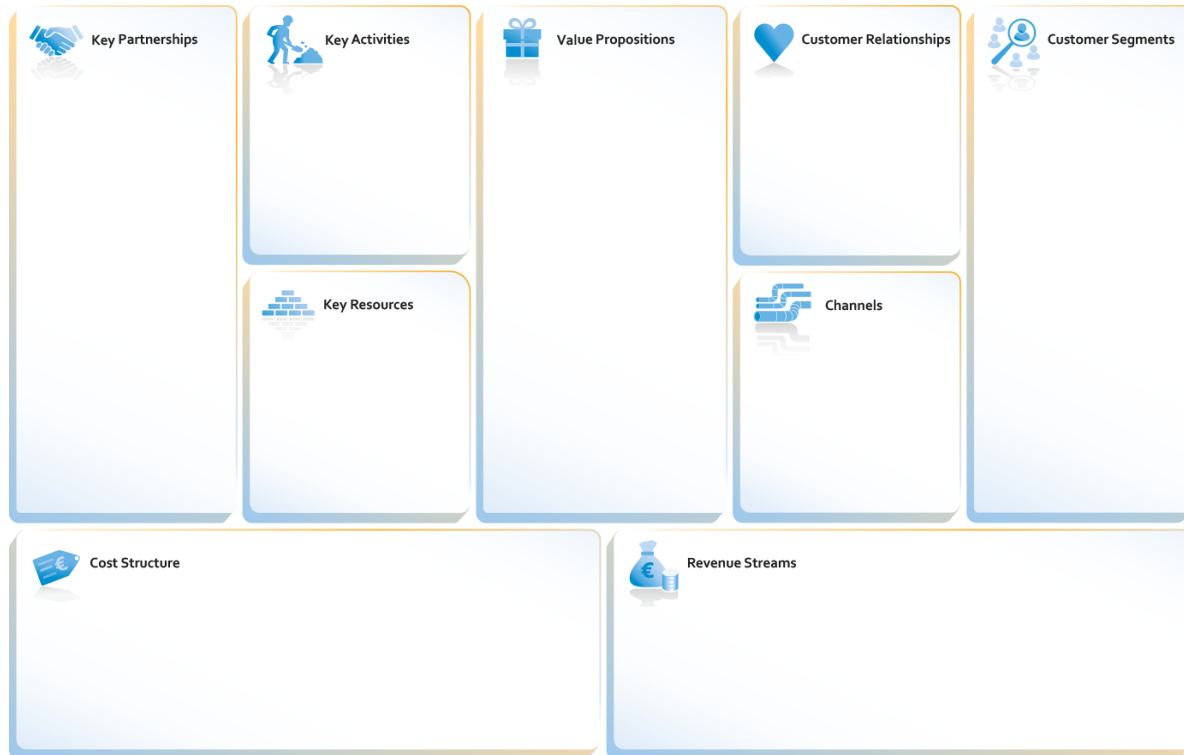 Key Partnerships
Key Activities
Value Propositions
Customer Relationships
Customer Segments
Key Resources
Channels
Cost Structure
€
Revenue Streams
€